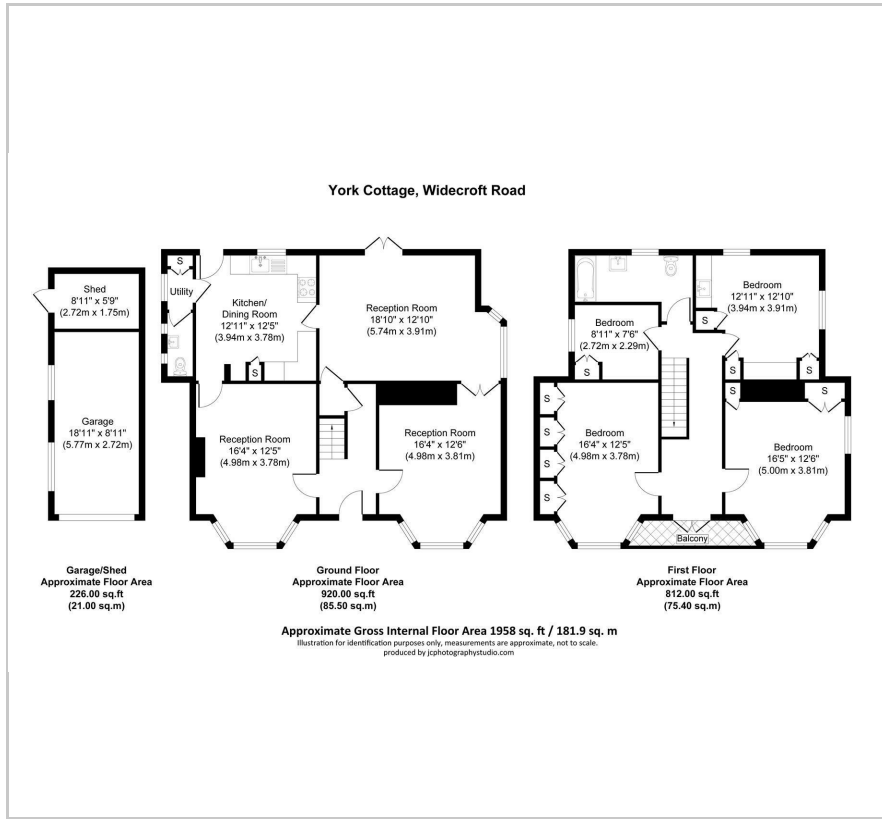 York Cottage, Widecroft Road
Shed
8'11" x 5'9"
(2.72m x 1.75m)
Garage
18'11" x 8'11"
(5.77m x 2.72m)
Garage/Shed
Approximate Floor Area
226.00 sq.ft
(21.00 sq.m)
S
Utility
Kitchen/
Dining Room
12'11" x 12'5"
(3.94m x 3.78m)
S
Reception Room
18'10" x 12'10"
(5.74m x 3.91m)
Reception Room
16'4" x 12'5"
(4.98m x 3.78m)
Reception Room
16'4" x 12'6"
(4.98m x 3.81m)
Ground Floor
Approximate Floor Area
920.00 sq.ft
(85.50 sq.m)
Bedroom
12'11" x 12'10"
(3.94m x 3.91m)
S
S
S
Bedroom
8'11" x 7'6"
(2.72m x 2.29m)
S
S
S
S
S
Bedroom
16'4" x 12'5"
(4.98m x 3.78m)
S
S
Bedroom
16'5" x 12'6"
(5.00m x 3.81m)
Balcony
First Floor
Approximate Floor Area
812.00 sq.ft
(75.40 sq.m)
Approximate Gross Internal Floor Area 1958 sq. ft / 181.9 sq. m
Illustration for identification purposes only, measurements are approximate, not to scale.
produced by jcphotographystudio.com